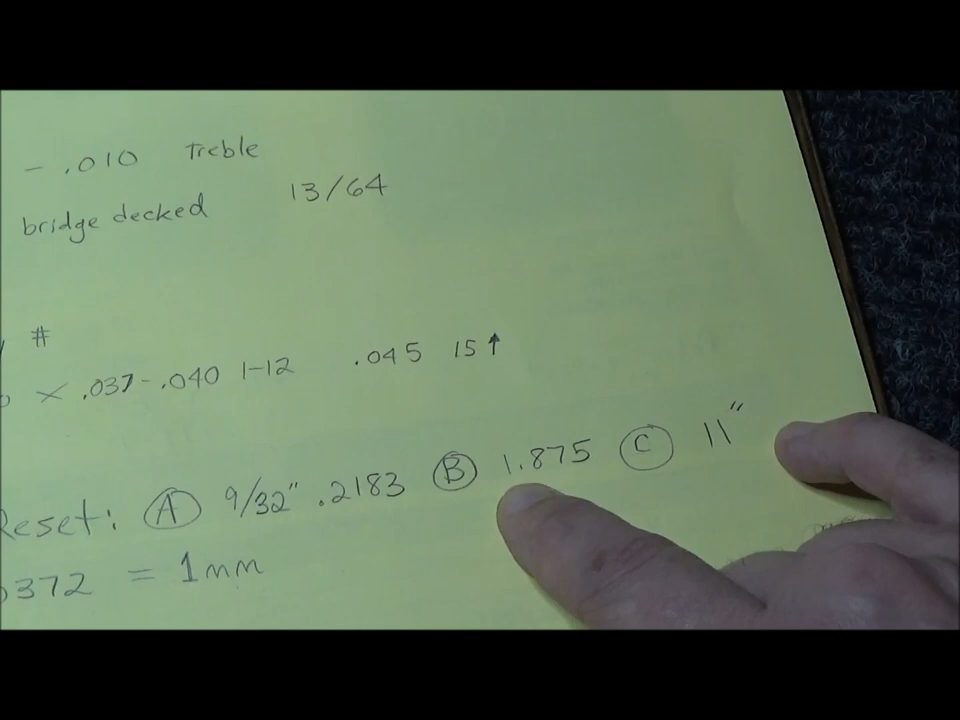 - .010 Treble
bridge decked 13/64
#
x .037-.040 1-12 .045 15↑
Reset: Ⓐ 9/32" .2183 Ⓑ 1.875 Ⓒ 11"
372 = 1mm